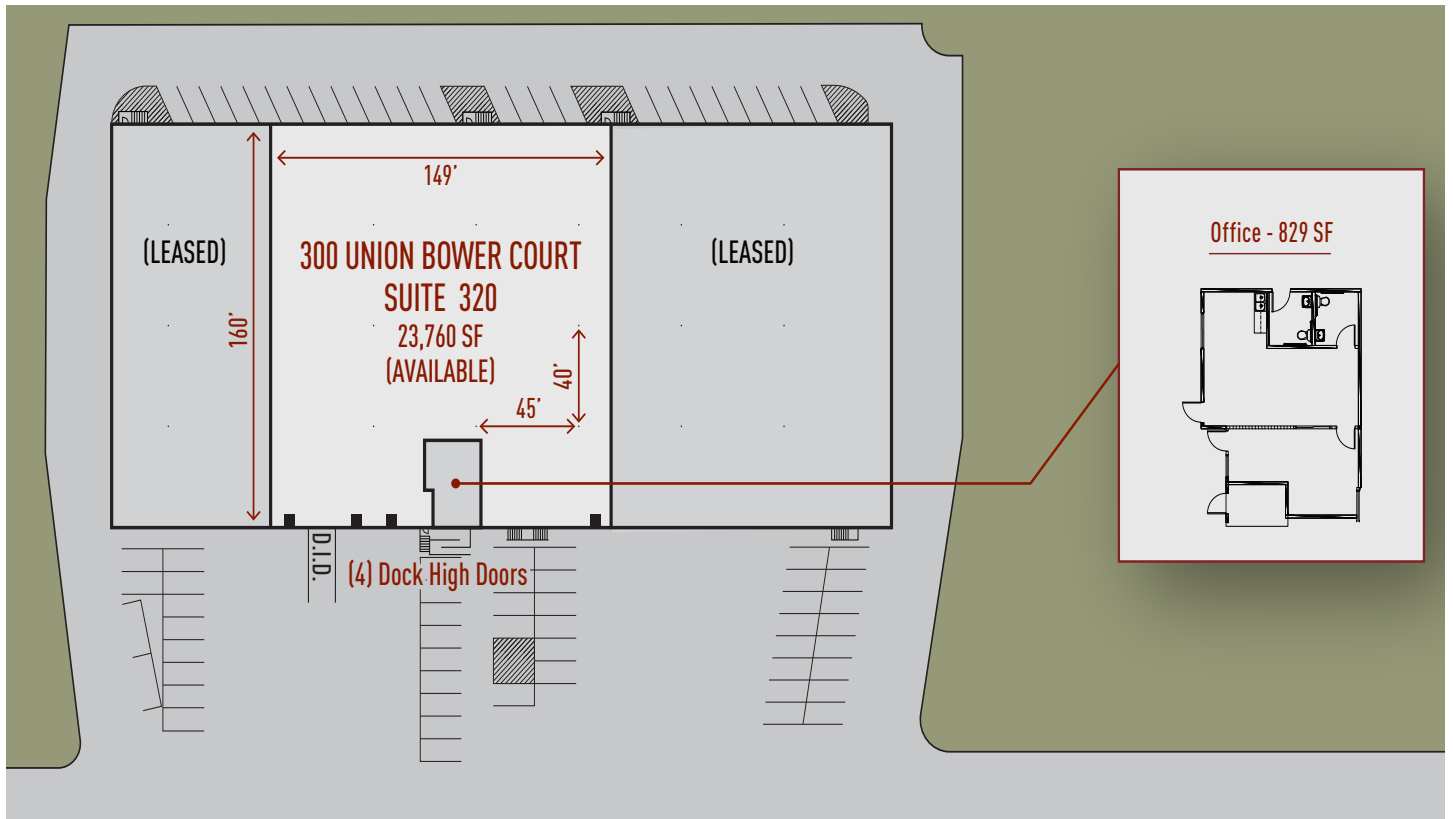 149'
(LEASED)
300 UNION BOWER COURT
SUITE 320
23,760 SF
(AVAILABLE)
160'
40'
45'
(LEASED)
D.I.D.
(4) Dock High Doors
Office - 829 SF